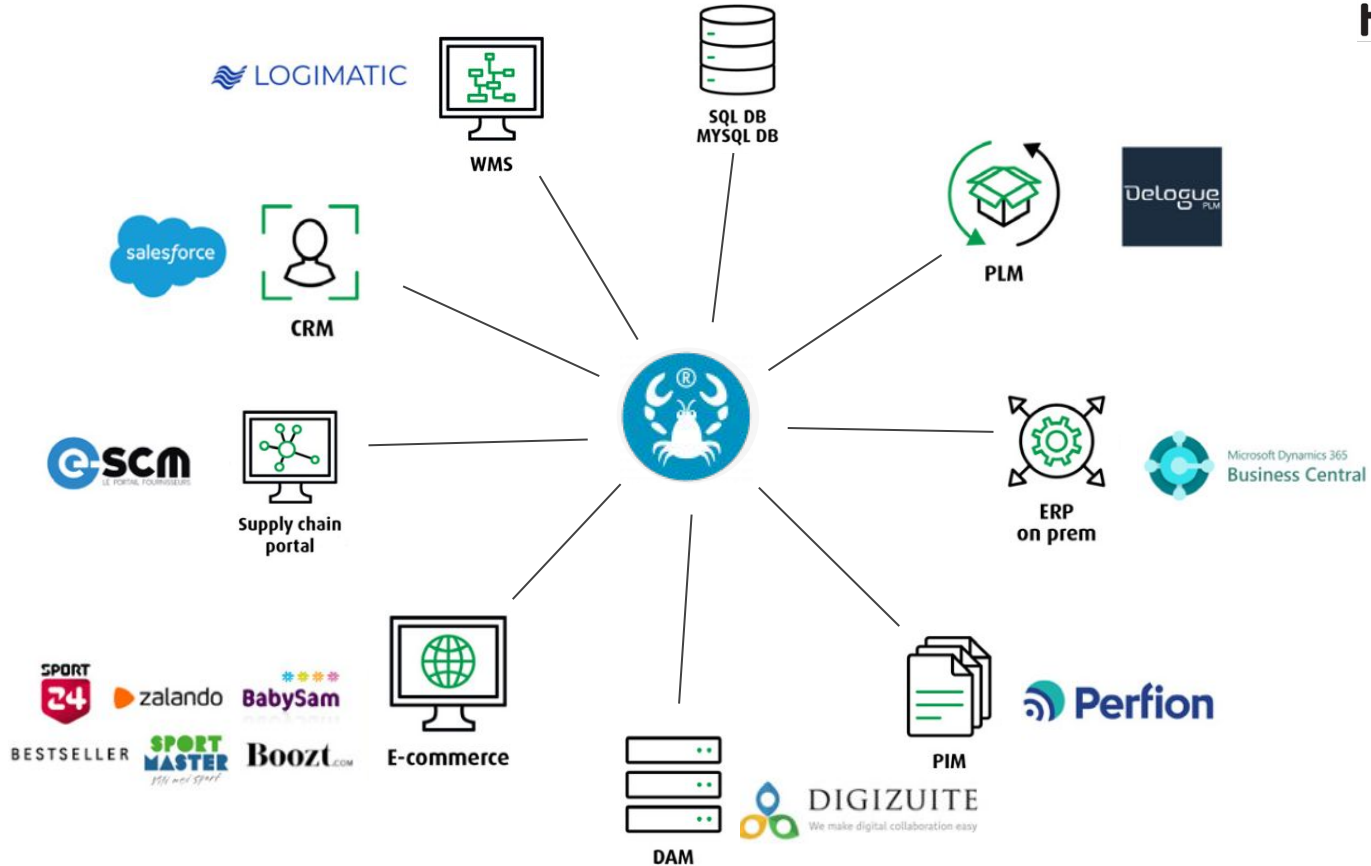 LOGIMATIC
WMS
SQL DB
MYSQL DB
Delogue
PLM
PLM
salesforce
CRM
®
e-scm
LE PORTAIL FOURNISSEURS
Supply chain
portal
ERP
on prem
Microsoft Dynamics 365
Business Central
SPORT
24
zalando
BabySam
BESTSELLER
SPORT
MASTER
Boozt.COM
E-commerce
PIM
Perfion
DAM
DIGIZUITE
We make digital collaboration easy